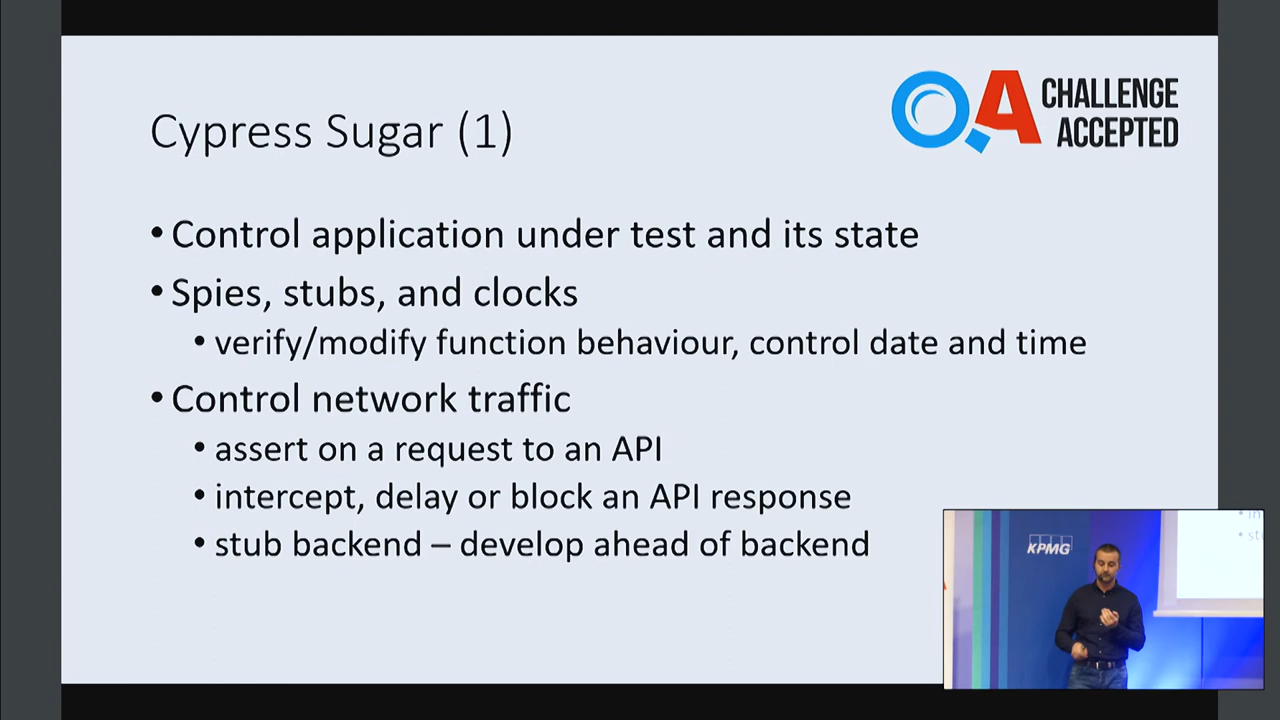 QA CHALLENGE
ACCEPTED
Cypress Sugar (1)
• Control application under test and its state
• Spies, stubs, and clocks
• verify/modify function behaviour, control date and time
• Control network traffic
• assert on a request to an API
• intercept, delay or block an API response
• stub backend – develop ahead of backend
KPMG